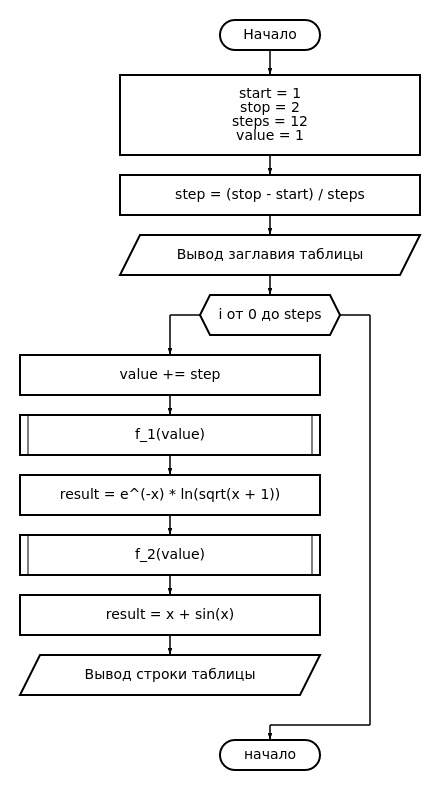 Начало
start = 1
stop = 2
steps = 12
value = 1
step = (stop - start) / steps
Вывод заглавия таблицы
i от 0 до steps
value += step
f_1(value)
result = e^(-x) * ln(sqrt(x + 1))
f_2(value)
result = x + sin(x)
Вывод строки таблицы
начало